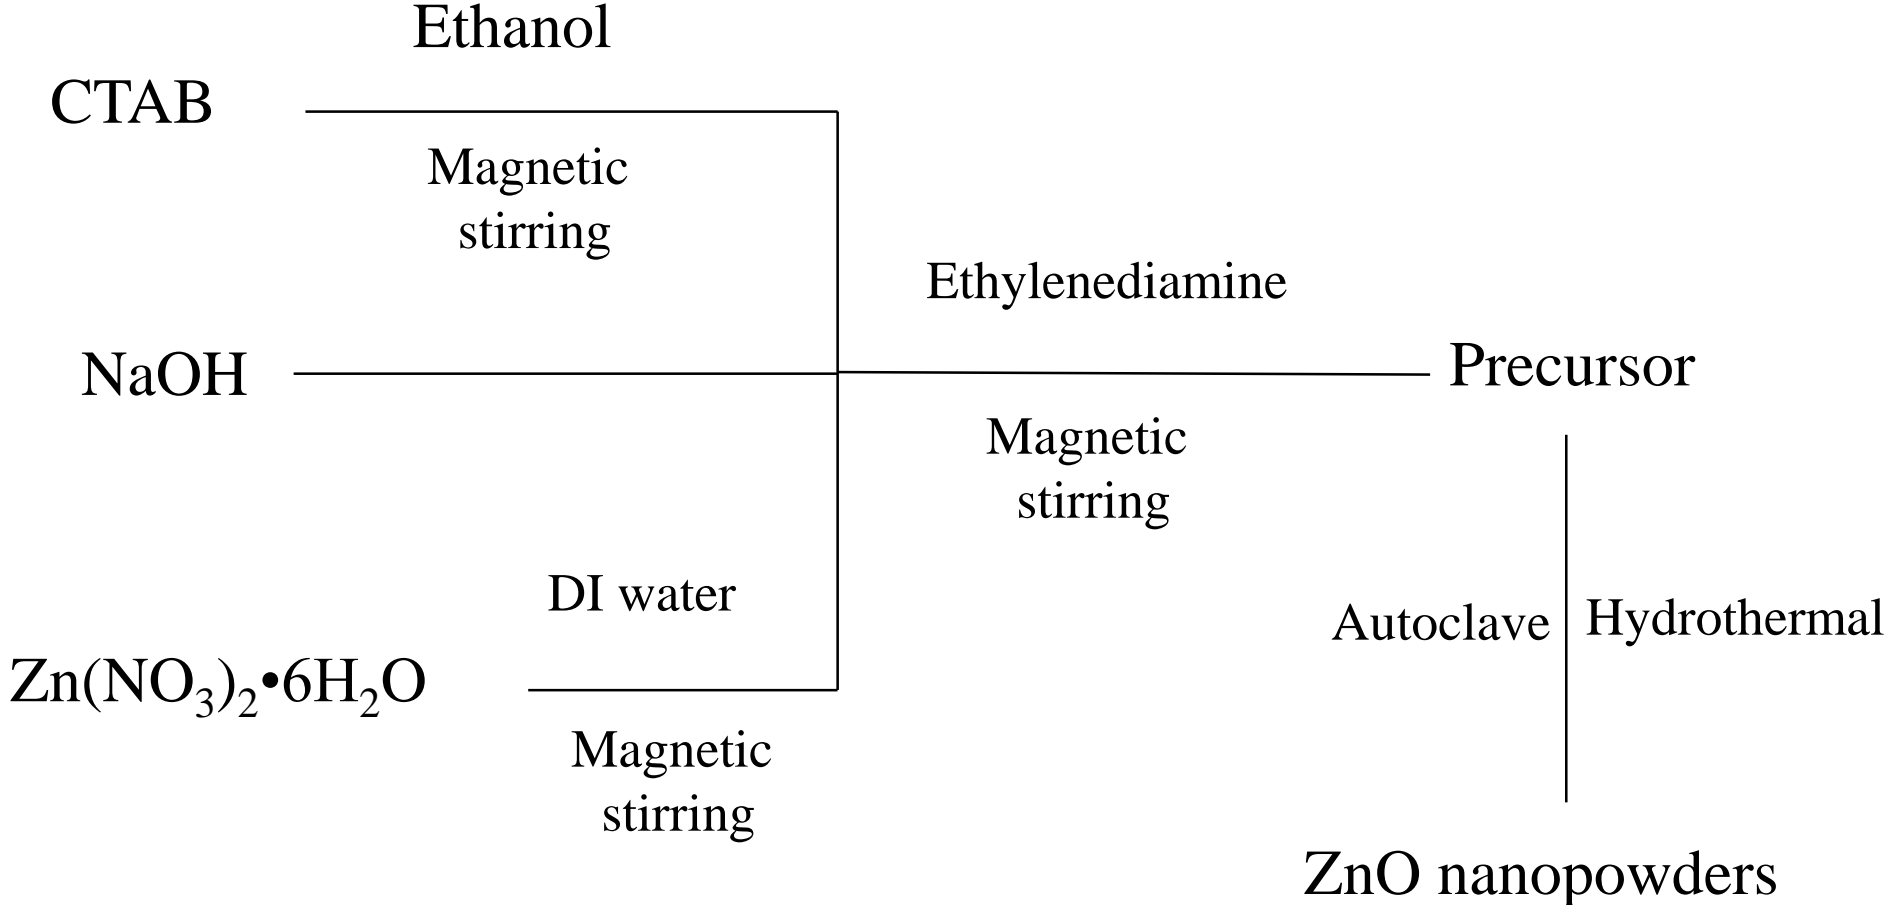 Ethanol
CTAB
Magnetic
stirring
Ethylenediamine
NaOH
Precursor
Magnetic
stirring
DI water
Autoclave
Hydrothermal
Zn(NO₃)₂•6H₂O
Magnetic
stirring
ZnO nanopowders